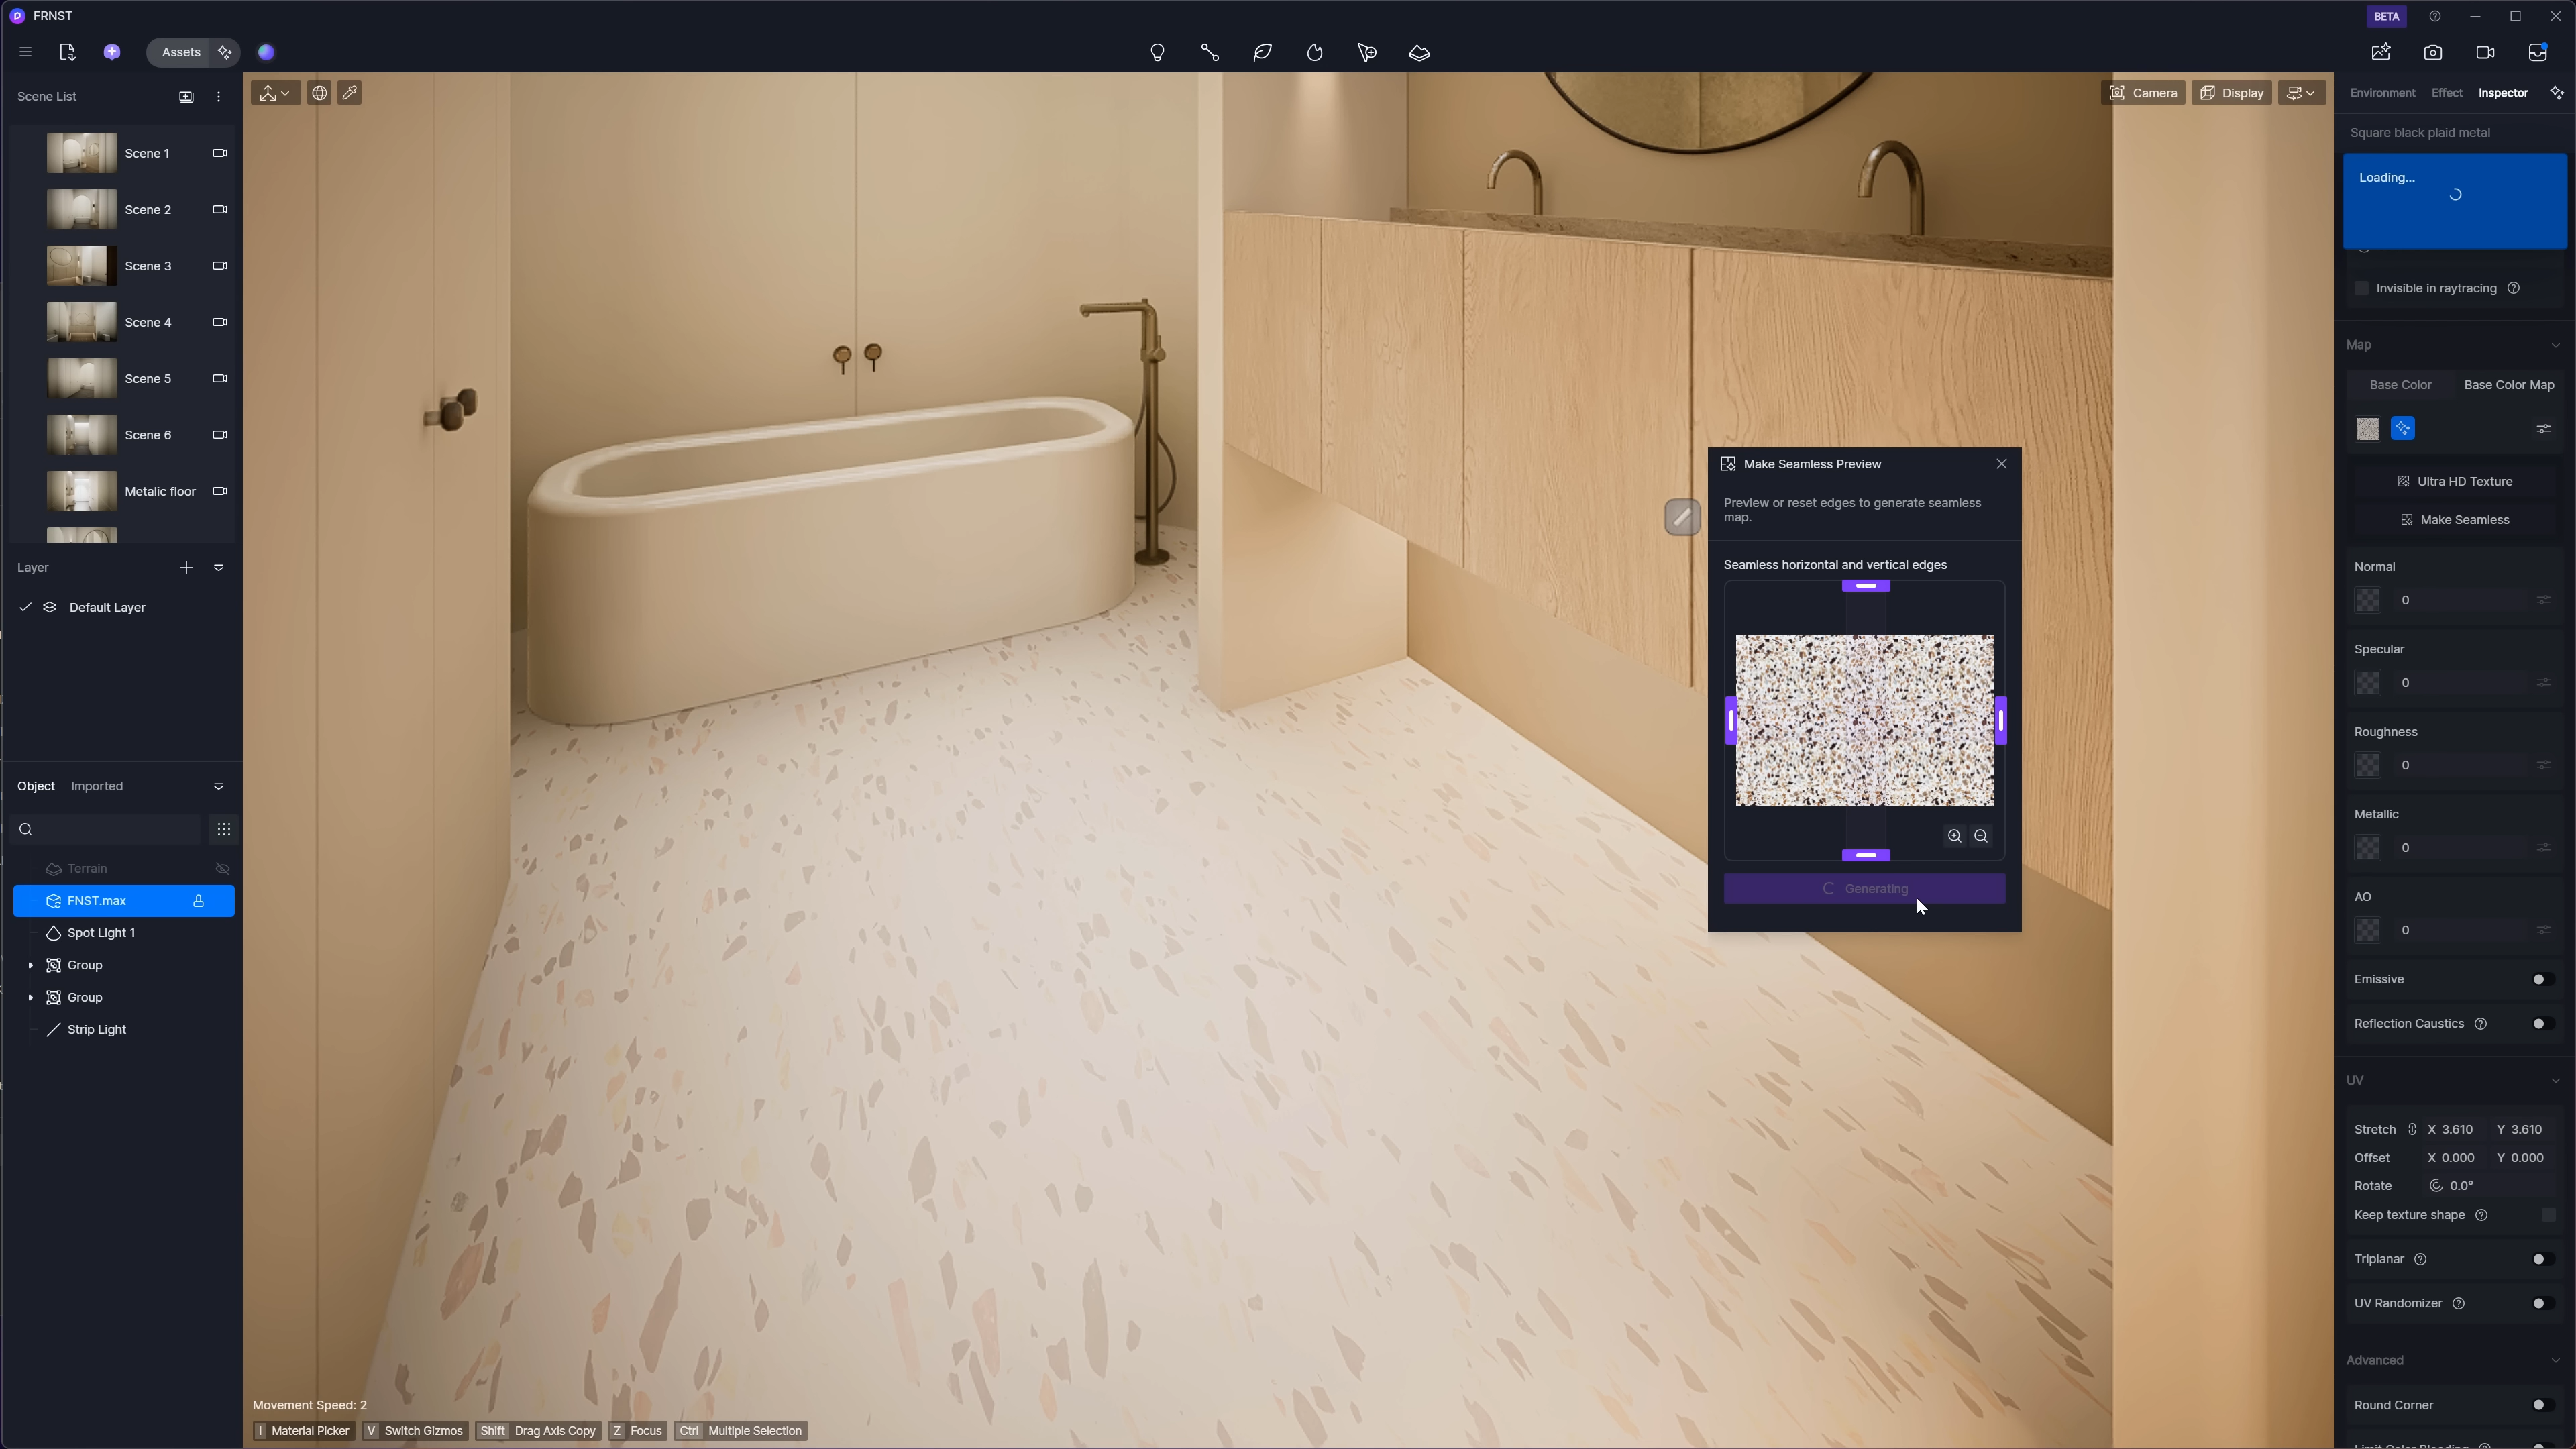 FRNST
BETA
Assets
Scene List
Scene 1
Scene 2
Scene 3
Scene 4
Scene 5
Scene 6
Metalic floor
Layer
Default Layer
Object Imported
Terrain
FNST.max
Spot Light 1
Group
Group
Strip Light
Camera Display
Make Seamless Preview
Preview or reset edges to generate seamless
map.
Seamless horizontal and vertical edges
Generating
Movement Speed: 2
I Material Picker V Switch Gizmos Shift Drag Axis Copy Z Focus Ctrl Multiple Selection
Environment Effect Inspector
Square black plaid metal
Loading...
Invisible in raytracing
Map
Base Color Base Color Map
Ultra HD Texture
Make Seamless
Normal
0
Specular
0
Roughness
0
Metallic
0
AO
0
Emissive
Reflection Caustics
UV
Stretch X 3.610 Y 3.610
Offset X 0.000 Y 0.000
Rotate 0.0°
Keep texture shape
Triplanar
UV Randomizer
Advanced
Round Corner